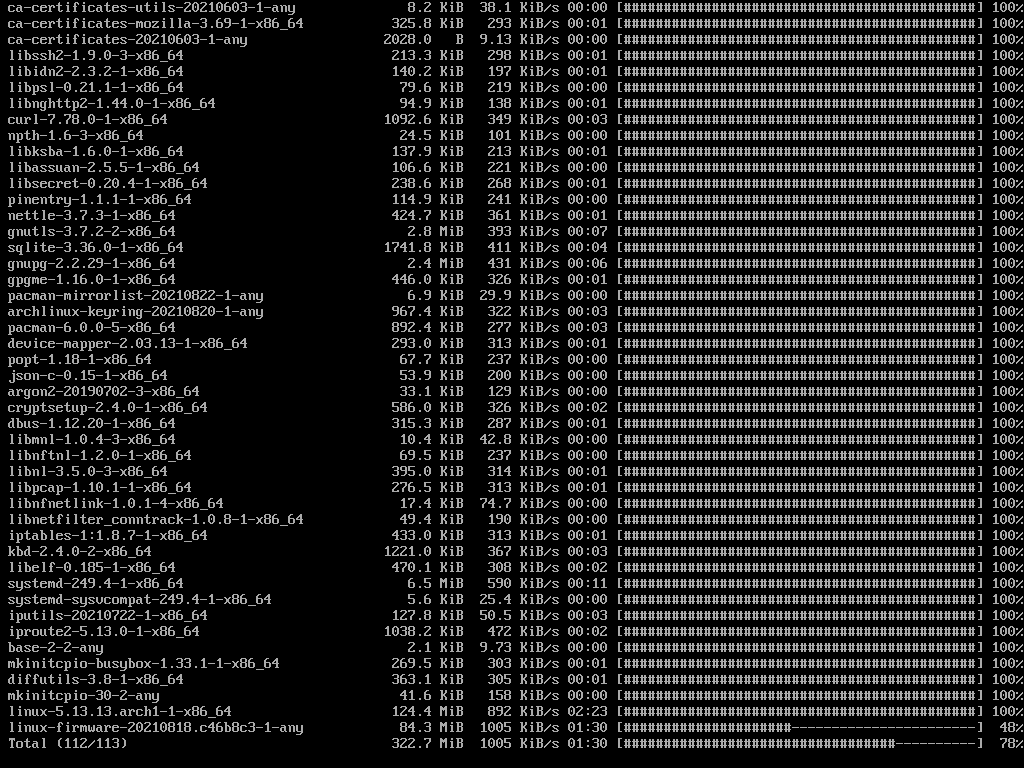 ca-certificates-utils-20210603-1-any 8.2 KiB 38.1 KiB/s 00:00 [############################################] 100%
ca-certificates-mozilla-3.69-1-x86_64 325.8 KiB 293 KiB/s 00:01 [############################################] 100%
ca-certificates-20210603-1-any 2028.0 B 9.13 KiB/s 00:00 [############################################] 100%
libssh2-1.9.0-3-x86_64 213.3 KiB 298 KiB/s 00:01 [############################################] 100%
libidn2-2.3.2-1-x86_64 140.2 KiB 197 KiB/s 00:01 [############################################] 100%
libpsl-0.21.1-1-x86_64 79.6 KiB 219 KiB/s 00:00 [############################################] 100%
libnghttp2-1.44.0-1-x86_64 94.9 KiB 138 KiB/s 00:01 [############################################] 100%
curl-7.78.0-1-x86_64 1092.6 KiB 349 KiB/s 00:03 [############################################] 100%
npth-1.6-3-x86_64 24.5 KiB 101 KiB/s 00:00 [############################################] 100%
libksba-1.6.0-1-x86_64 137.9 KiB 213 KiB/s 00:01 [############################################] 100%
libassuan-2.5.5-1-x86_64 106.6 KiB 221 KiB/s 00:00 [############################################] 100%
libsecret-0.20.4-1-x86_64 238.6 KiB 268 KiB/s 00:01 [############################################] 100%
pinentry-1.1.1-1-x86_64 114.9 KiB 241 KiB/s 00:00 [############################################] 100%
nettle-3.7.3-1-x86_64 424.7 KiB 361 KiB/s 00:01 [############################################] 100%
gnutls-3.7.2-2-x86_64 2.8 MiB 393 KiB/s 00:07 [############################################] 100%
sqlite-3.36.0-1-x86_64 1741.8 KiB 411 KiB/s 00:04 [############################################] 100%
gnupg-2.2.29-1-x86_64 2.4 MiB 431 KiB/s 00:06 [############################################] 100%
gpgme-1.16.0-1-x86_64 446.0 KiB 326 KiB/s 00:01 [############################################] 100%
pacman-mirrorlist-20210822-1-any 6.9 KiB 29.9 KiB/s 00:00 [############################################] 100%
archlinux-keyring-20210820-1-any 967.4 KiB 322 KiB/s 00:03 [############################################] 100%
pacman-6.0.0-5-x86_64 892.4 KiB 277 KiB/s 00:03 [############################################] 100%
device-mapper-2.03.13-1-x86_64 293.0 KiB 313 KiB/s 00:01 [############################################] 100%
popt-1.18-1-x86_64 67.7 KiB 237 KiB/s 00:00 [############################################] 100%
json-c-0.15-1-x86_64 53.9 KiB 200 KiB/s 00:00 [############################################] 100%
argon2-20190702-3-x86_64 33.1 KiB 129 KiB/s 00:00 [############################################] 100%
cryptsetup-2.4.0-1-x86_64 586.0 KiB 326 KiB/s 00:02 [############################################] 100%
dbus-1.12.20-1-x86_64 315.3 KiB 287 KiB/s 00:01 [############################################] 100%
libmnl-1.0.4-3-x86_64 10.4 KiB 42.8 KiB/s 00:00 [############################################] 100%
libnftnl-1.2.0-1-x86_64 69.5 KiB 237 KiB/s 00:00 [############################################] 100%
libnl-3.5.0-3-x86_64 395.0 KiB 314 KiB/s 00:01 [############################################] 100%
libpcap-1.10.1-1-x86_64 276.5 KiB 313 KiB/s 00:01 [############################################] 100%
libnfnetlink-1.0.1-4-x86_64 17.4 KiB 74.7 KiB/s 00:00 [############################################] 100%
libnetfilter_conntrack-1.0.8-1-x86_64 49.4 KiB 190 KiB/s 00:00 [############################################] 100%
iptables-1:1.8.7-1-x86_64 433.0 KiB 313 KiB/s 00:01 [############################################] 100%
kbd-2.4.0-2-x86_64 1221.0 KiB 367 KiB/s 00:03 [############################################] 100%
libelf-0.185-1-x86_64 470.1 KiB 308 KiB/s 00:02 [############################################] 100%
systemd-249.4-1-x86_64 6.5 MiB 590 KiB/s 00:11 [############################################] 100%
systemd-sysvcompat-249.4-1-x86_64 5.6 KiB 25.4 KiB/s 00:00 [############################################] 100%
iputils-20210722-1-x86_64 127.8 KiB 50.5 KiB/s 00:03 [############################################] 100%
iproute2-5.13.0-1-x86_64 1038.2 KiB 472 KiB/s 00:02 [############################################] 100%
base-2-2-any 2.1 KiB 9.73 KiB/s 00:00 [############################################] 100%
mkinitcpio-busybox-1.33.1-1-x86_64 269.5 KiB 303 KiB/s 00:01 [############################################] 100%
diffutils-3.8-1-x86_64 363.1 KiB 305 KiB/s 00:01 [############################################] 100%
mkinitcpio-30-2-any 41.6 KiB 158 KiB/s 00:00 [############################################] 100%
linux-5.13.13.arch1-1-x86_64 124.4 MiB 892 KiB/s 02:23 [############################################] 100%
linux-firmware-20210818.c46b8c3-1-any 84.3 MiB 1005 KiB/s 01:30 [#####################-----------------------] 48%
Total (112/113) 322.7 MiB 1005 KiB/s 01:30 [##################################----------] 78%